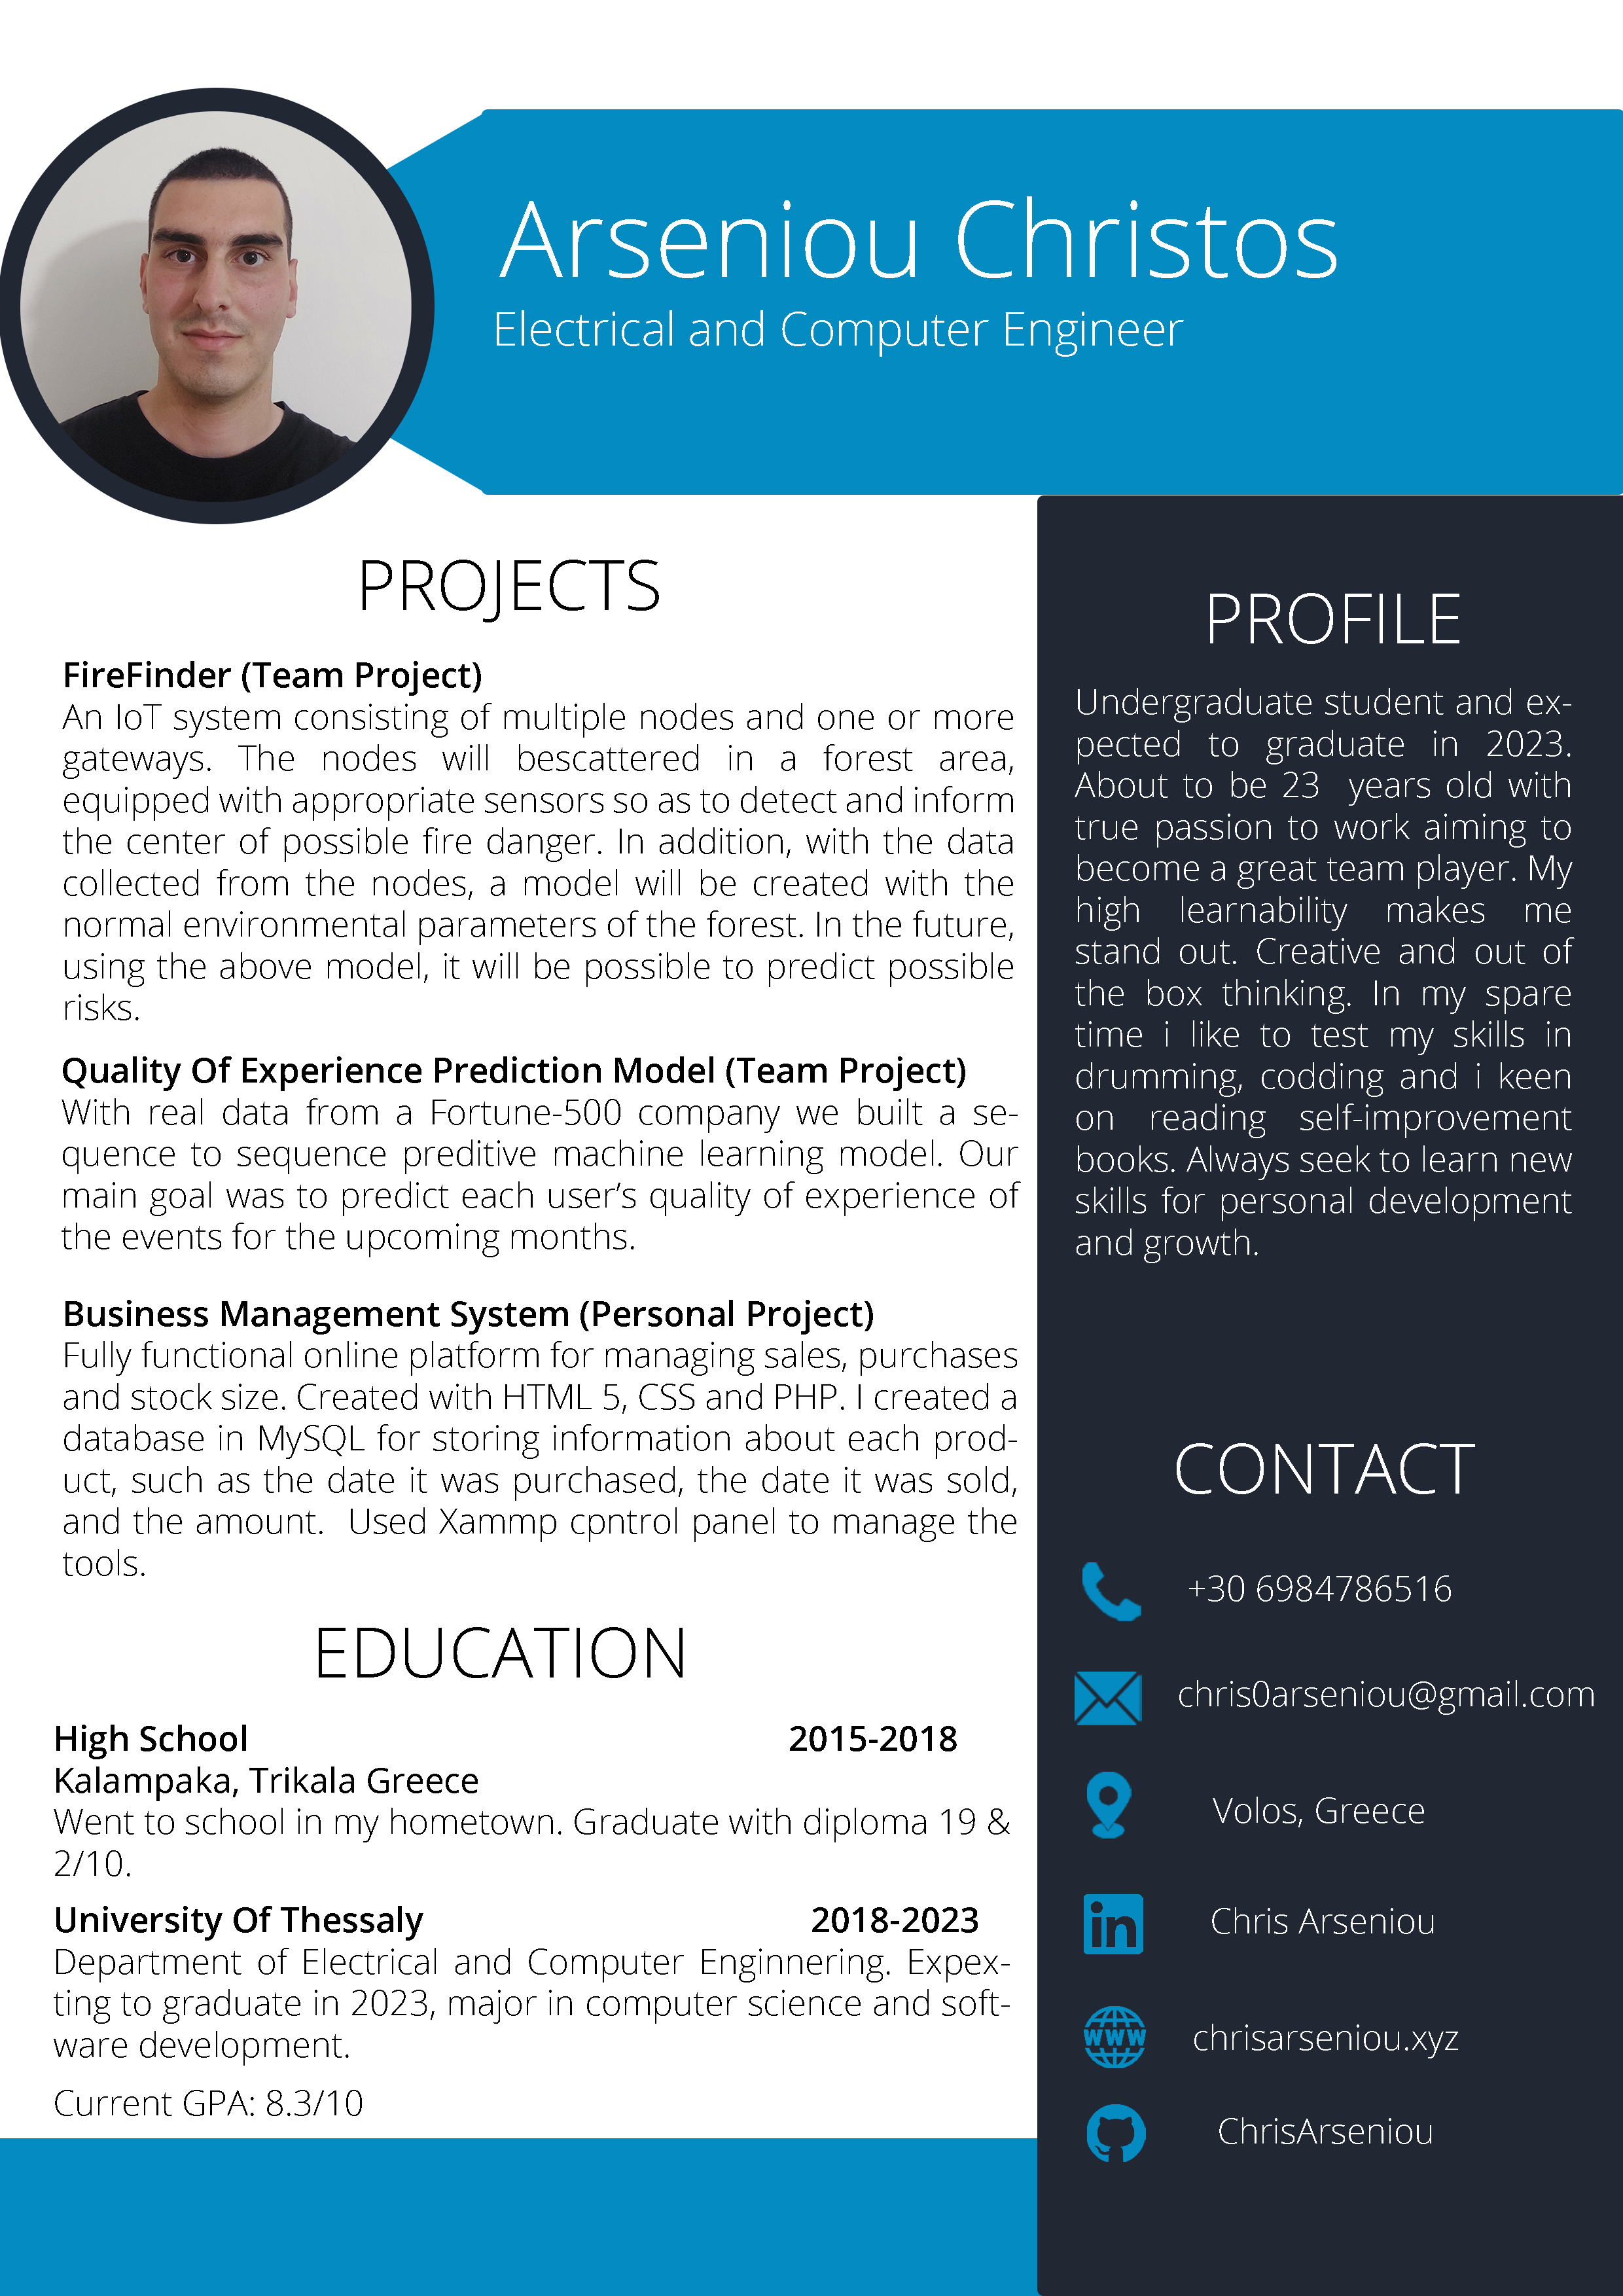 Arseniou Christos
Electrical and Computer Engineer
PROJECTS
FireFinder (Team Project)
An IoT system consisting of multiple nodes and one or more
gateways. The nodes will bescattered in a forest area,
equipped with appropriate sensors so as to detect and inform
the center of possible fire danger. In addition, with the data
collected from the nodes, a model will be created with the
normal environmental parameters of the forest. In the future,
using the above model, it will be possible to predict possible
risks.
Quality Of Experience Prediction Model (Team Project)
With real data from a Fortune-500 company we built a se-
quence to sequence preditive machine learning model. Our
main goal was to predict each user’s quality of experience of
the events for the upcoming months.
Business Management System (Personal Project)
Fully functional online platform for managing sales, purchases
and stock size. Created with HTML 5, CSS and PHP. I created a
database in MySQL for storing information about each prod-
uct, such as the date it was purchased, the date it was sold,
and the amount. Used Xammp cpntrol panel to manage the
tools.
EDUCATION
High School 2015-2018
Kalampaka, Trikala Greece
Went to school in my hometown. Graduate with diploma 19 &
2/10.
University Of Thessaly 2018-2023
Department of Electrical and Computer Enginnering. Expex-
ting to graduate in 2023, major in computer science and soft-
ware development.
Current GPA: 8.3/10
PROFILE
Undergraduate student and ex-
pected to graduate in 2023.
About to be 23 years old with
true passion to work aiming to
become a great team player. My
high learnability makes me
stand out. Creative and out of
the box thinking. In my spare
time i like to test my skills in
drumming, codding and i keen
on reading self-improvement
books. Always seek to learn new
skills for personal development
and growth.
CONTACT
+30 6984786516
chris0arseniou@gmail.com
Volos, Greece
in Chris Arseniou
WWW chrisarseniou.xyz
ChrisArseniou